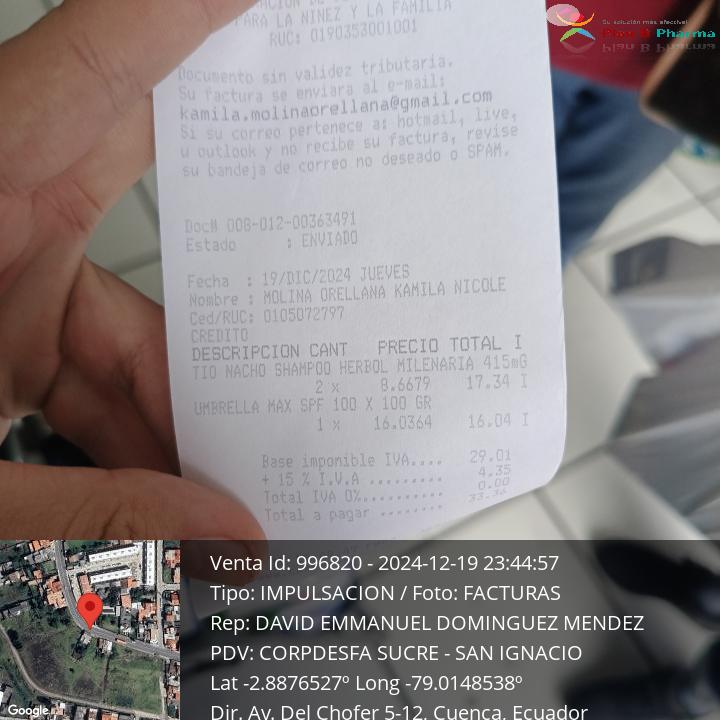 PARA LA NIÑEZ Y LA FAMILIA
RUC: 0190353001001
Documento sin validez tributaria.
Su factura se enviara al e-mail:
kamila.molinaorellana@gmail.com
Si su correo pertenece a: hotmail, live,
u outlook y no recibe su factura, revise
su bandeja de correo no deseado o SPAM.
Doc# 008-012-00363491
Estado : ENVIADO
Fecha : 19/DIC/2024 JUEVES
Nombre : MOLINA ORELLANA KAMILA NICOLE
Ced/RUC: 0105072797
CREDITO
DESCRIPCION CANT PRECIO TOTAL I
TIO NACHO SHAMPOO HERBOL MILENARIA 415mG
2 x 8.6679 17.34 I
UMBRELLA MAX SPF 100 X 100 GR
1 x 16.0364 16.04 I
Base imponible IVA.... 29.01
+ 15 % I.V.A ......... 4.35
Total IVA 0%.......... 0.00
Total a pagar ........ 33.36
Su solución más efectiva!
Plan B Pharma
Venta Id: 996820 - 2024-12-19 23:44:57
Tipo: IMPULSACION / Foto: FACTURAS
Rep: DAVID EMMANUEL DOMINGUEZ MENDEZ
PDV: CORPDESFA SUCRE - SAN IGNACIO
Lat -2.8876527º Long -79.0148538º
Dir. Av. Del Chofer 5-12, Cuenca, Ecuador
Google